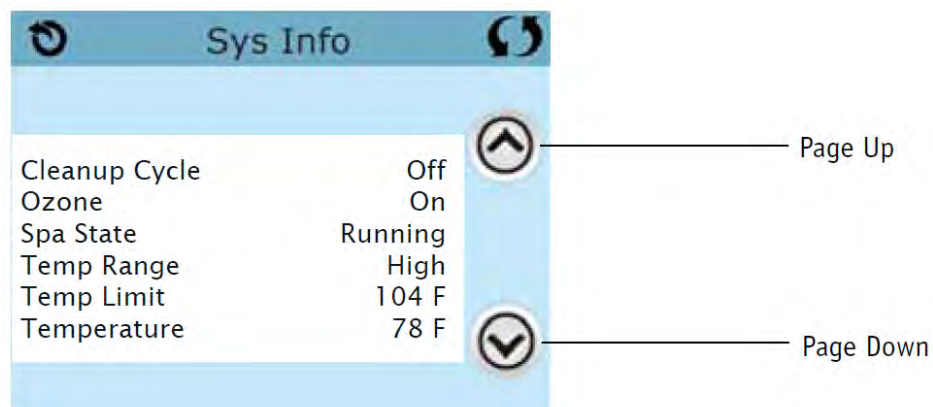 Sys Info
Page Up
Cleanup Cycle Off
Ozone On
Spa State Running
Temp Range High
Temp Limit 104 F
Temperature 78 F
Page Down